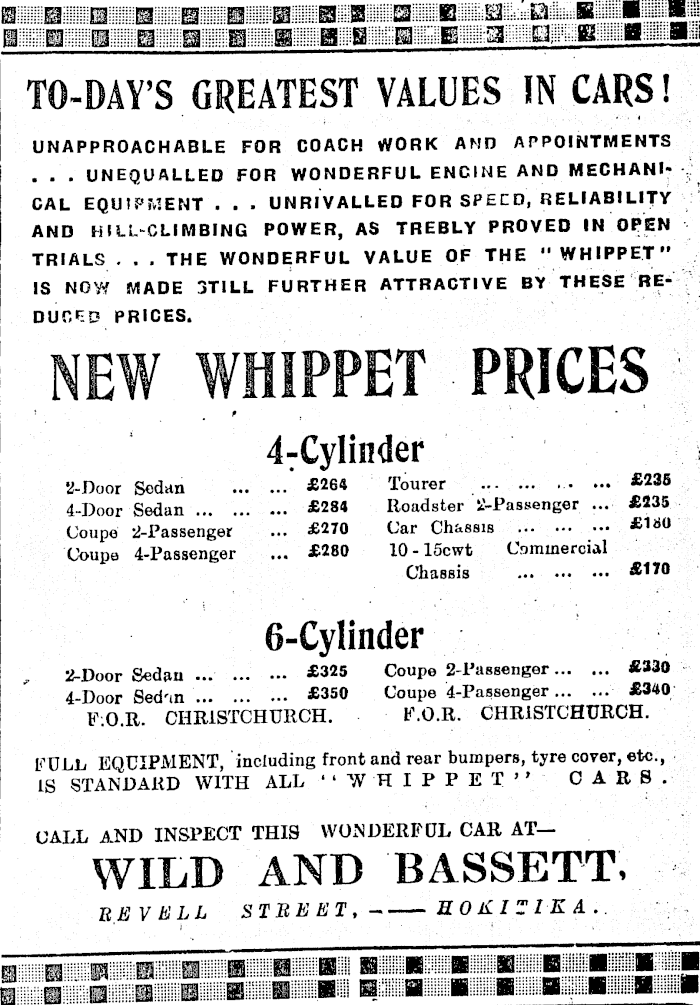 TO-DAY'S GREATEST VALUES IN CARS!
UNAPPROACHABLE FOR COACH WORK AND APPOINTMENTS
. . . UNEQUALLED FOR WONDERFUL ENGINE AND MECHANI-
CAL EQUIPMENT . . . UNRIVALLED FOR SPEED, RELIABILITY
AND HILL-CLIMBING POWER, AS TREBLY PROVED IN OPEN
TRIALS . . . THE WONDERFUL VALUE OF THE "WHIPPET"
IS NOW MADE STILL FURTHER ATTRACTIVE BY THESE RE-
DUCED PRICES.
NEW WHIPPET PRICES
4-Cylinder
2-Door Sedan ... ... £264
4-Door Sedan ... ... ... £284
Coupe 2-Passenger ... £270
Coupe 4-Passenger ... £280
Tourer ... ... ... ... £235
Roadster 2-Passenger ... £235
Car Chassis ... ... ... £180
10-15cwt Commercial
Chassis ... ... ... £170
6-Cylinder
2-Door Sedan ... ... ... £325
4-Door Sedan ... ... ... £350
F.O.R. CHRISTCHURCH.
Coupe 2-Passenger ... ... £330
Coupe 4-Passenger ... ... £340
F.O.R. CHRISTCHURCH.
FULL EQUIPMENT, including front and rear bumpers, tyre cover, etc.,
IS STANDARD WITH ALL "WHIPPET" CARS.
CALL AND INSPECT THIS WONDERFUL CAR AT—
WILD AND BASSETT,
REVELL STREET, —— HOKITIKA.